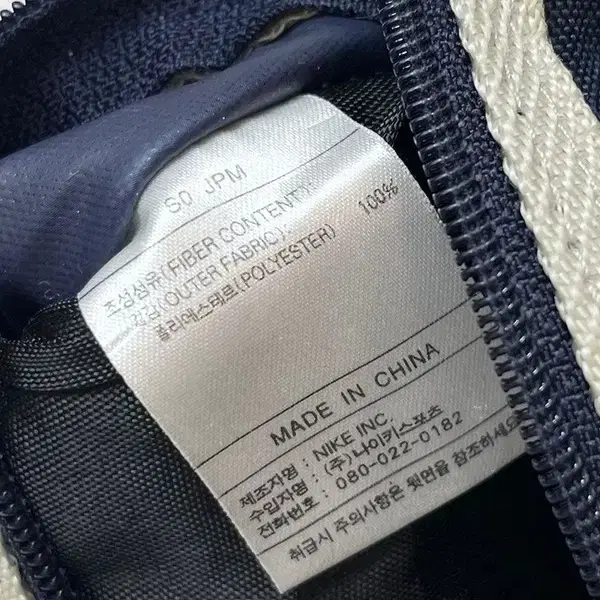 S0 JPM
조성섬유(FIBER CONTENT):
겉감(OUTER FABRIC):
폴리에스테르(POLYESTER) 100%
MADE IN CHINA
제조자명 : NIKE INC.
수입자명 : (주)나이키스포츠
전화번호 : 080-022-0182
취급시 주의사항은 뒷면을 참조하세요